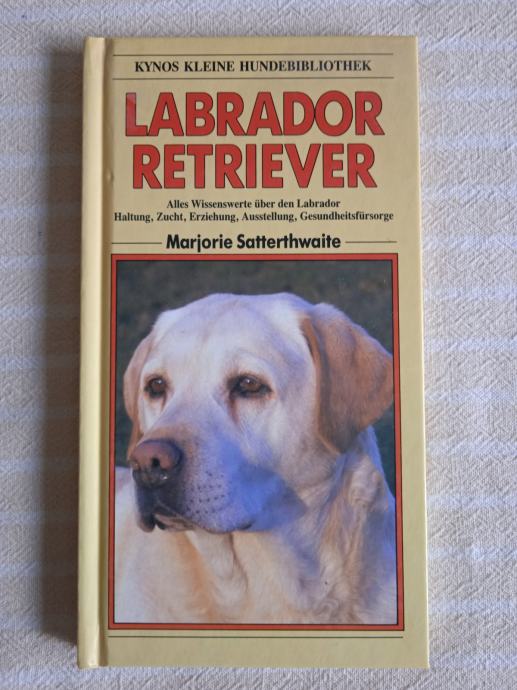 KYNOS KLEINE HUNDEBIBLIOTHEK
LABRADOR
RETRIEVER
Alles Wissenswerte über den Labrador
Haltung, Zucht, Erziehung, Ausstellung, Gesundheitsfürsorge
Marjorie Satterthwaite